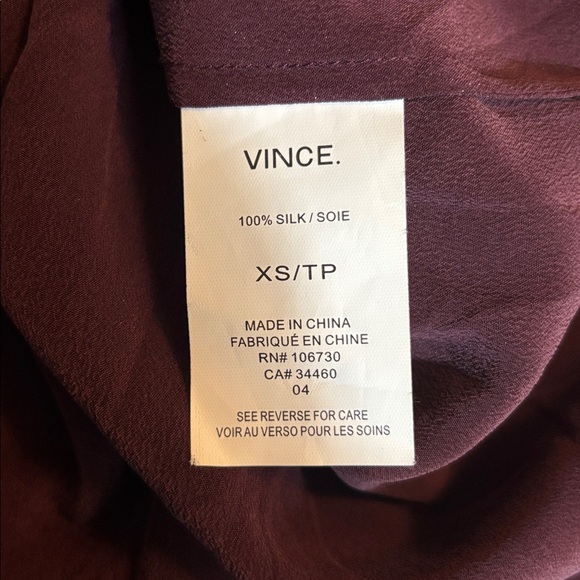 VINCE.
100% SILK / SOIE
XS/TP
MADE IN CHINA
FABRIQUÉ EN CHINE
RN# 106730
CA# 34460
04
SEE REVERSE FOR CARE
VOIR AU VERSO POUR LES SOINS